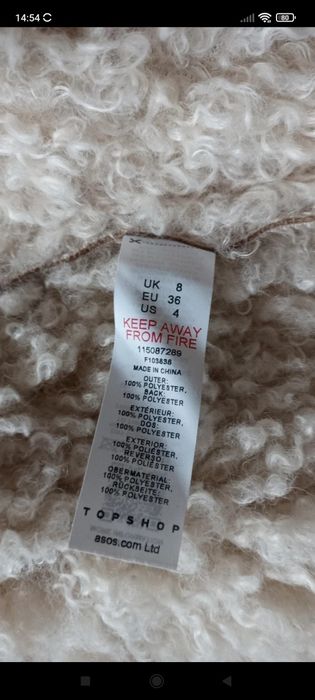 14:54
80
UK 8
EU 36
US 4
KEEP AWAY
FROM FIRE
115087289
F103836
MADE IN CHINA
OUTER:
100% POLYESTER,
BACK:
100% POLYESTER
EXTÉRIEUR:
100% POLYESTER,
DOS:
100% POLYESTER
EXTERIOR:
100% POLIÉSTER,
REVERSO:
100% POLIÉSTER
OBERMATERIAL:
100% POLYESTER,
RÜCKSEITE:
100% POLYESTER
TOPSHOP
asos.com Ltd